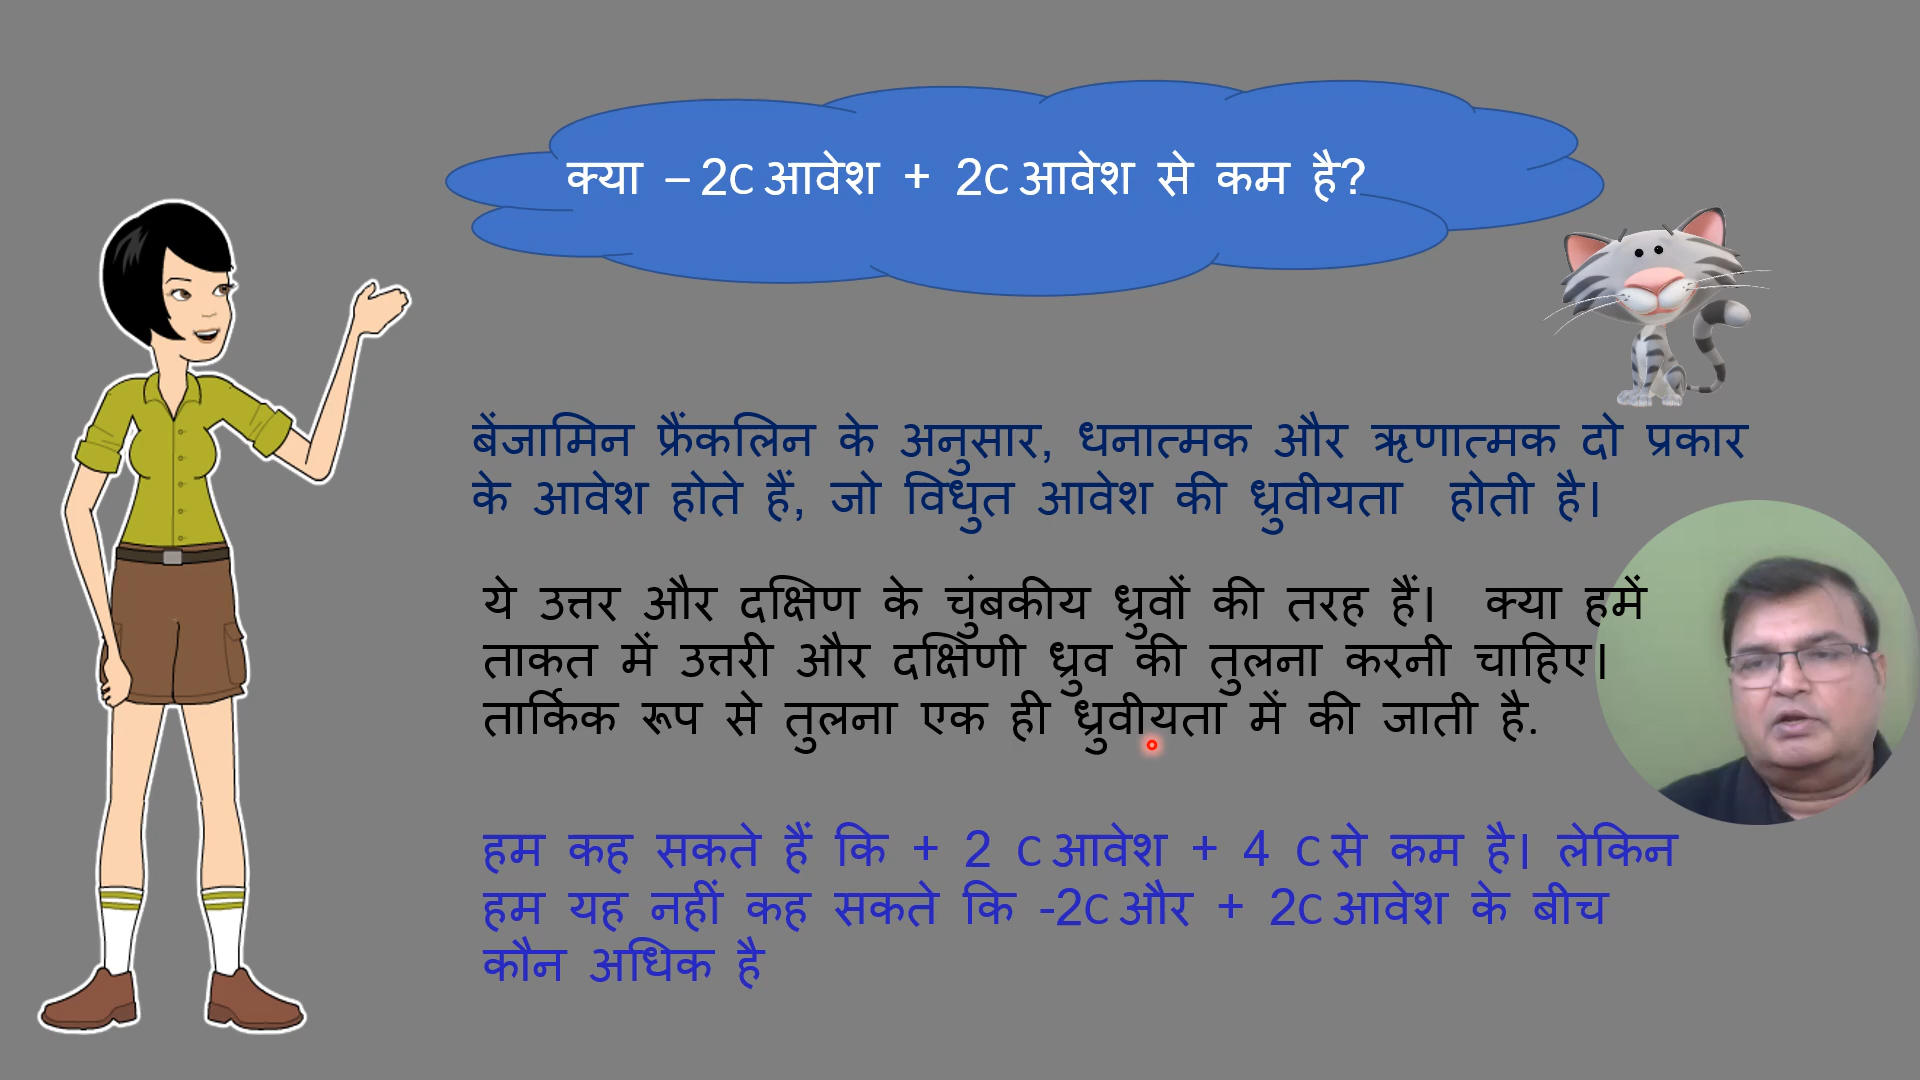 क्या – 2C आवेश + 2C आवेश से कम है?
बेंजामिन फ्रैंकलिन के अनुसार, धनात्मक और ऋणात्मक दो प्रकार
के आवेश होते हैं, जो विधुत आवेश की ध्रुवीयता होती है।
ये उत्तर और दक्षिण के चुंबकीय ध्रुवों की तरह हैं। क्या हमें
ताकत में उत्तरी और दक्षिणी ध्रुव की तुलना करनी चाहिए।
तार्किक रूप से तुलना एक ही ध्रुवीयता में की जाती है.
हम कह सकते हैं कि + 2 C आवेश + 4 C से कम है। लेकिन
हम यह नहीं कह सकते कि -2C और + 2C आवेश के बीच
कौन अधिक है